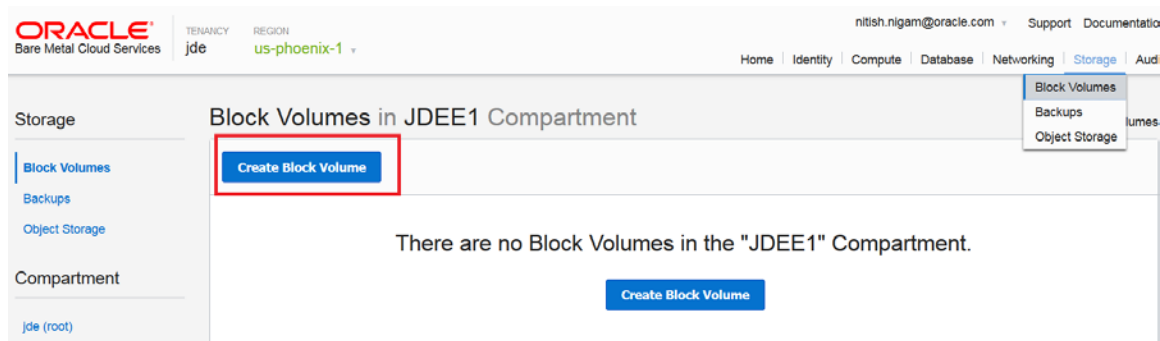 ORACLE®
Bare Metal Cloud Services
TENANCY
jde
REGION
us-phoenix-1
nitish.nigam@oracle.com Support
Home Identity Compute Database Networking Storage
Block Volumes
Backups
Object Storage
Storage
Block Volumes
Backups
Object Storage
Compartment
jde (root)
Block Volumes in JDEE1 Compartment
Create Block Volume
There are no Block Volumes in the "JDEE1" Compartment.
Create Block Volume